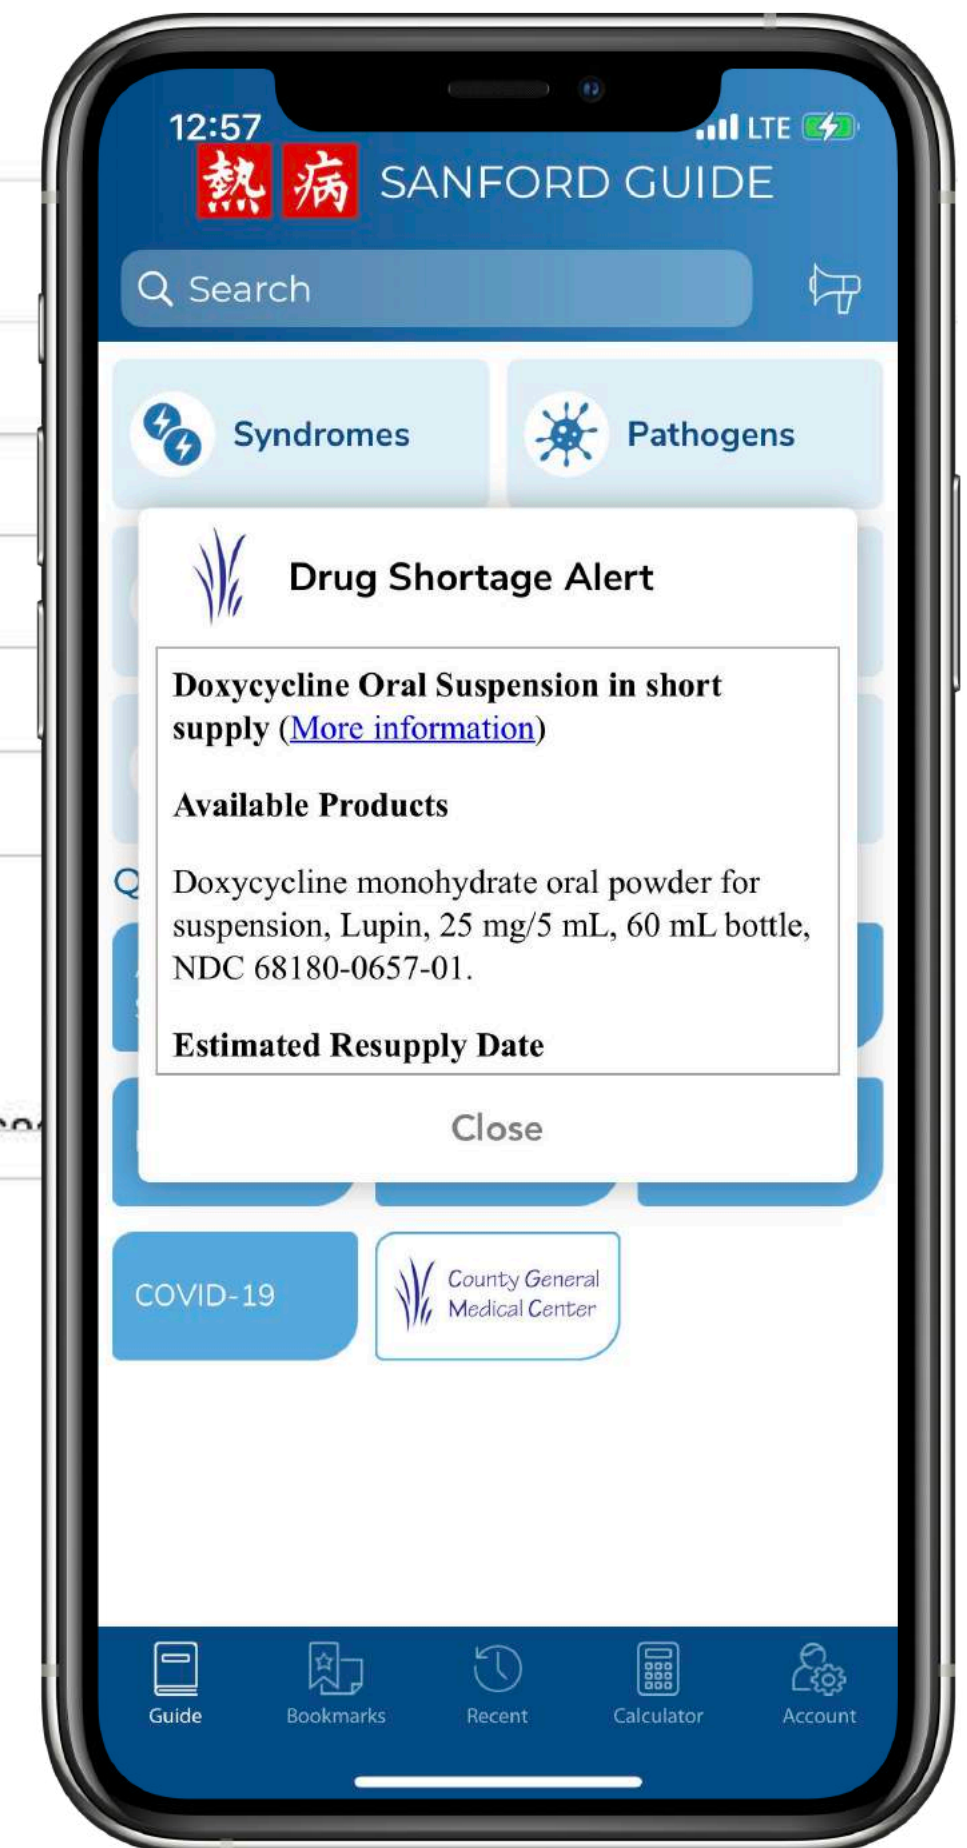 12:57
LTE
熱 病 SANFORD GUIDE
Search
Syndromes
Pathogens
Drug Shortage Alert
Doxycycline Oral Suspension in short
supply (More information)
Available Products
Doxycycline monohydrate oral powder for
suspension, Lupin, 25 mg/5 mL, 60 mL bottle,
NDC 68180-0657-01.
Estimated Resupply Date
Close
COVID-19
County General
Medical Center
Guide
Bookmarks
Recent
Calculator
Account